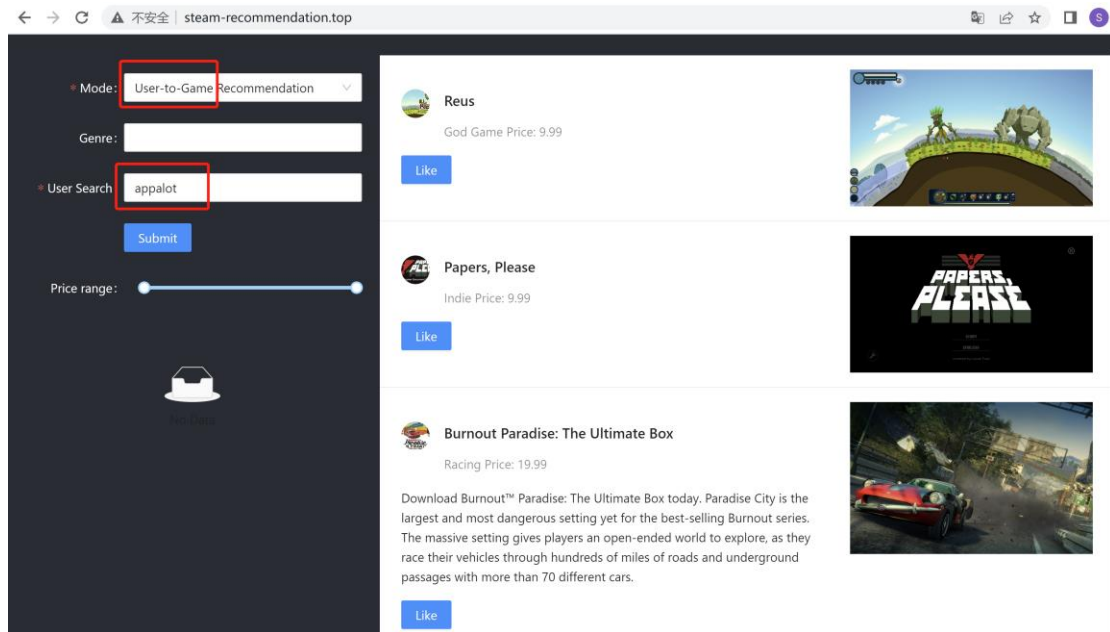 不安全 steam-recommendation.top
S
* Mode: User-to-Game Recommendation
Genre:
* User Search appalot
Submit
Price range:
No Data
Reus
God Game Price: 9.99
Like
Papers, Please
Indie Price: 9.99
Like
PAPERS,
PLEASE
Burnout Paradise: The Ultimate Box
Racing Price: 19.99
Download Burnout™ Paradise: The Ultimate Box today. Paradise City is the
largest and most dangerous setting yet for the best-selling Burnout series.
The massive setting gives players an open-ended world to explore, as they
race their vehicles through hundreds of miles of roads and underground
passages with more than 70 different cars.
Like